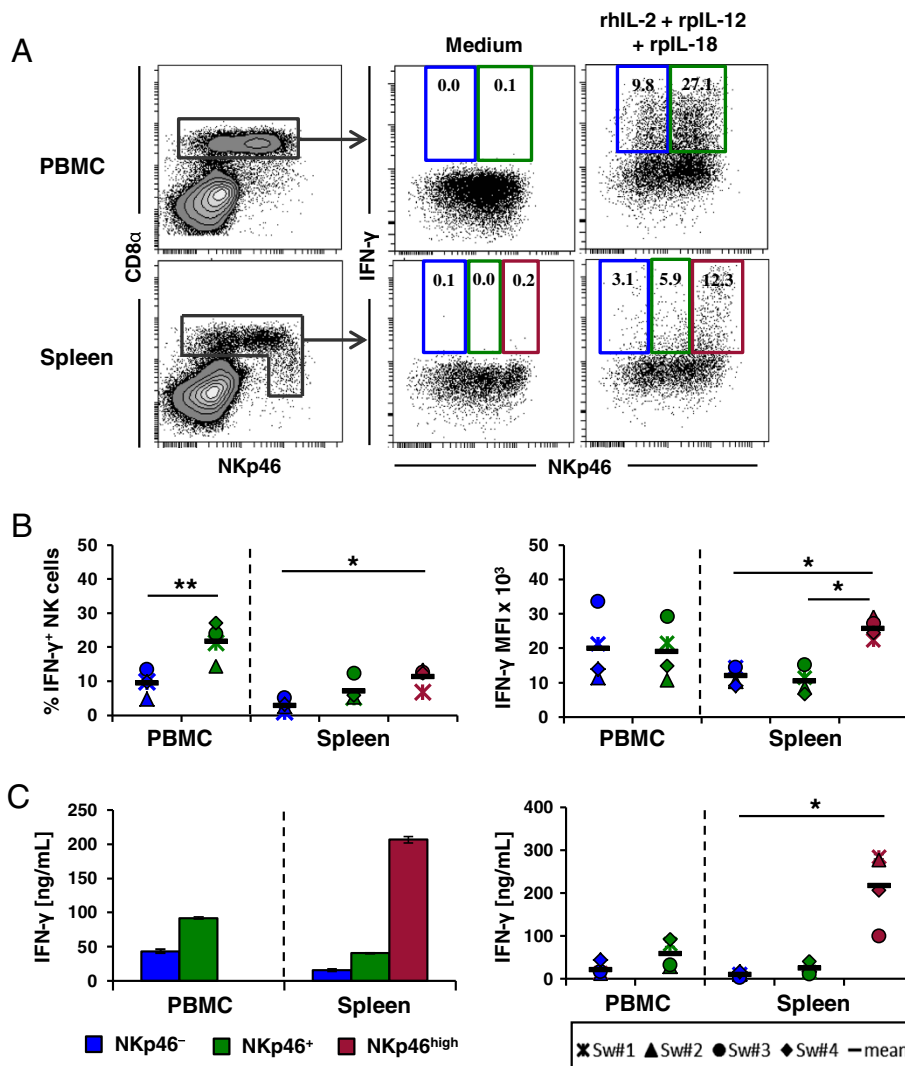 A
Medium
rhIL-2 + rpIL-12
+ rpIL-18
PBMC
0.0
0.1
9.8
27.1
CD8α
IFN-γ
Spleen
0.1
0.0
0.2
3.1
5.9
12.3
NKp46
NKp46
B
% IFN-γ⁺ NK cells
50
40
30
20
10
0
**
*
PBMC
Spleen
IFN-γ MFI x 10³
50
40
30
20
10
0
*
*
PBMC
Spleen
C
IFN-γ [ng/mL]
250
200
150
100
50
0
PBMC
Spleen
IFN-γ [ng/mL]
400
300
200
100
0
*
PBMC
Spleen
NKp46⁻
NKp46⁺
NKp46ʰⁱᵍʰ
Sw#1
Sw#2
Sw#3
Sw#4
mean